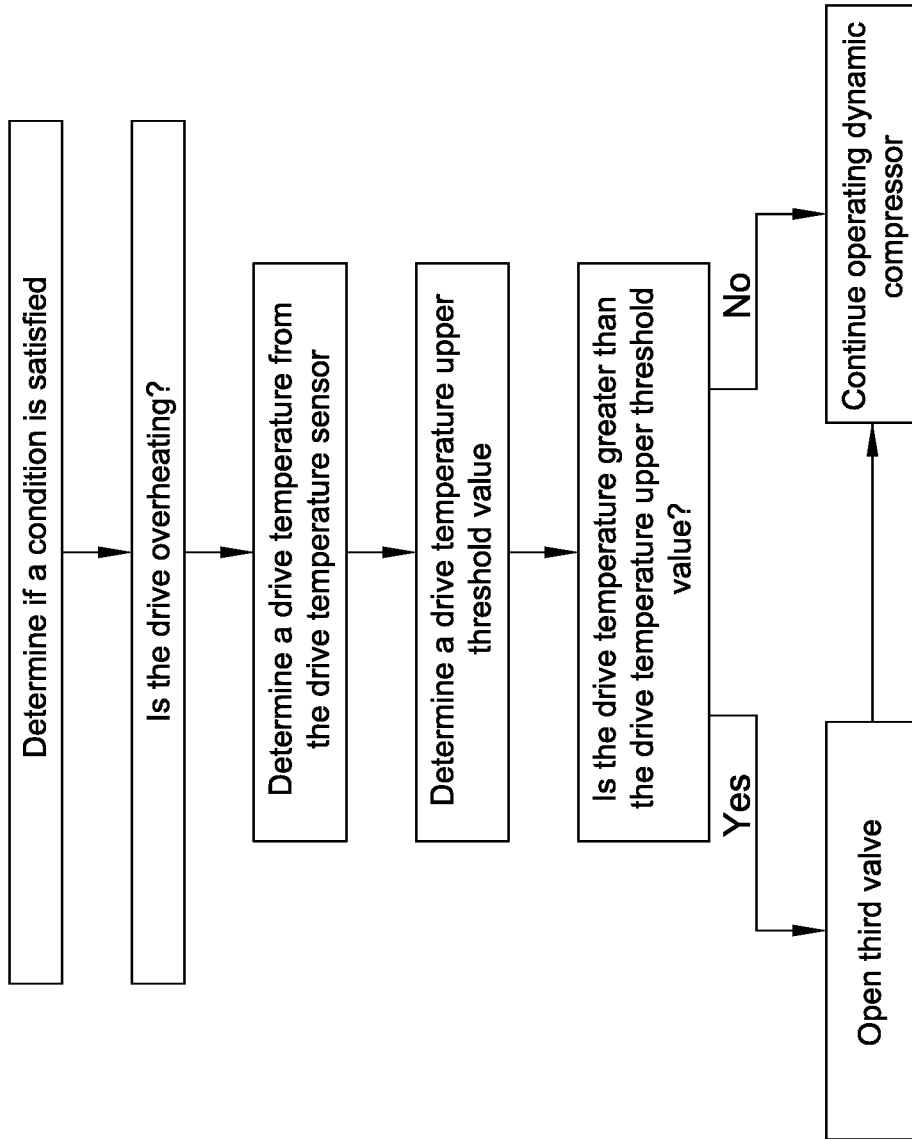 Determine if a condition is satisfied
Is the drive overheating?
Determine a drive temperature from
the drive temperature sensor
Determine a drive temperature upper
threshold value
Is the drive temperature greater than
the drive temperature upper threshold
value?
Yes
No
Open third valve
Continue operating dynamic
compressor